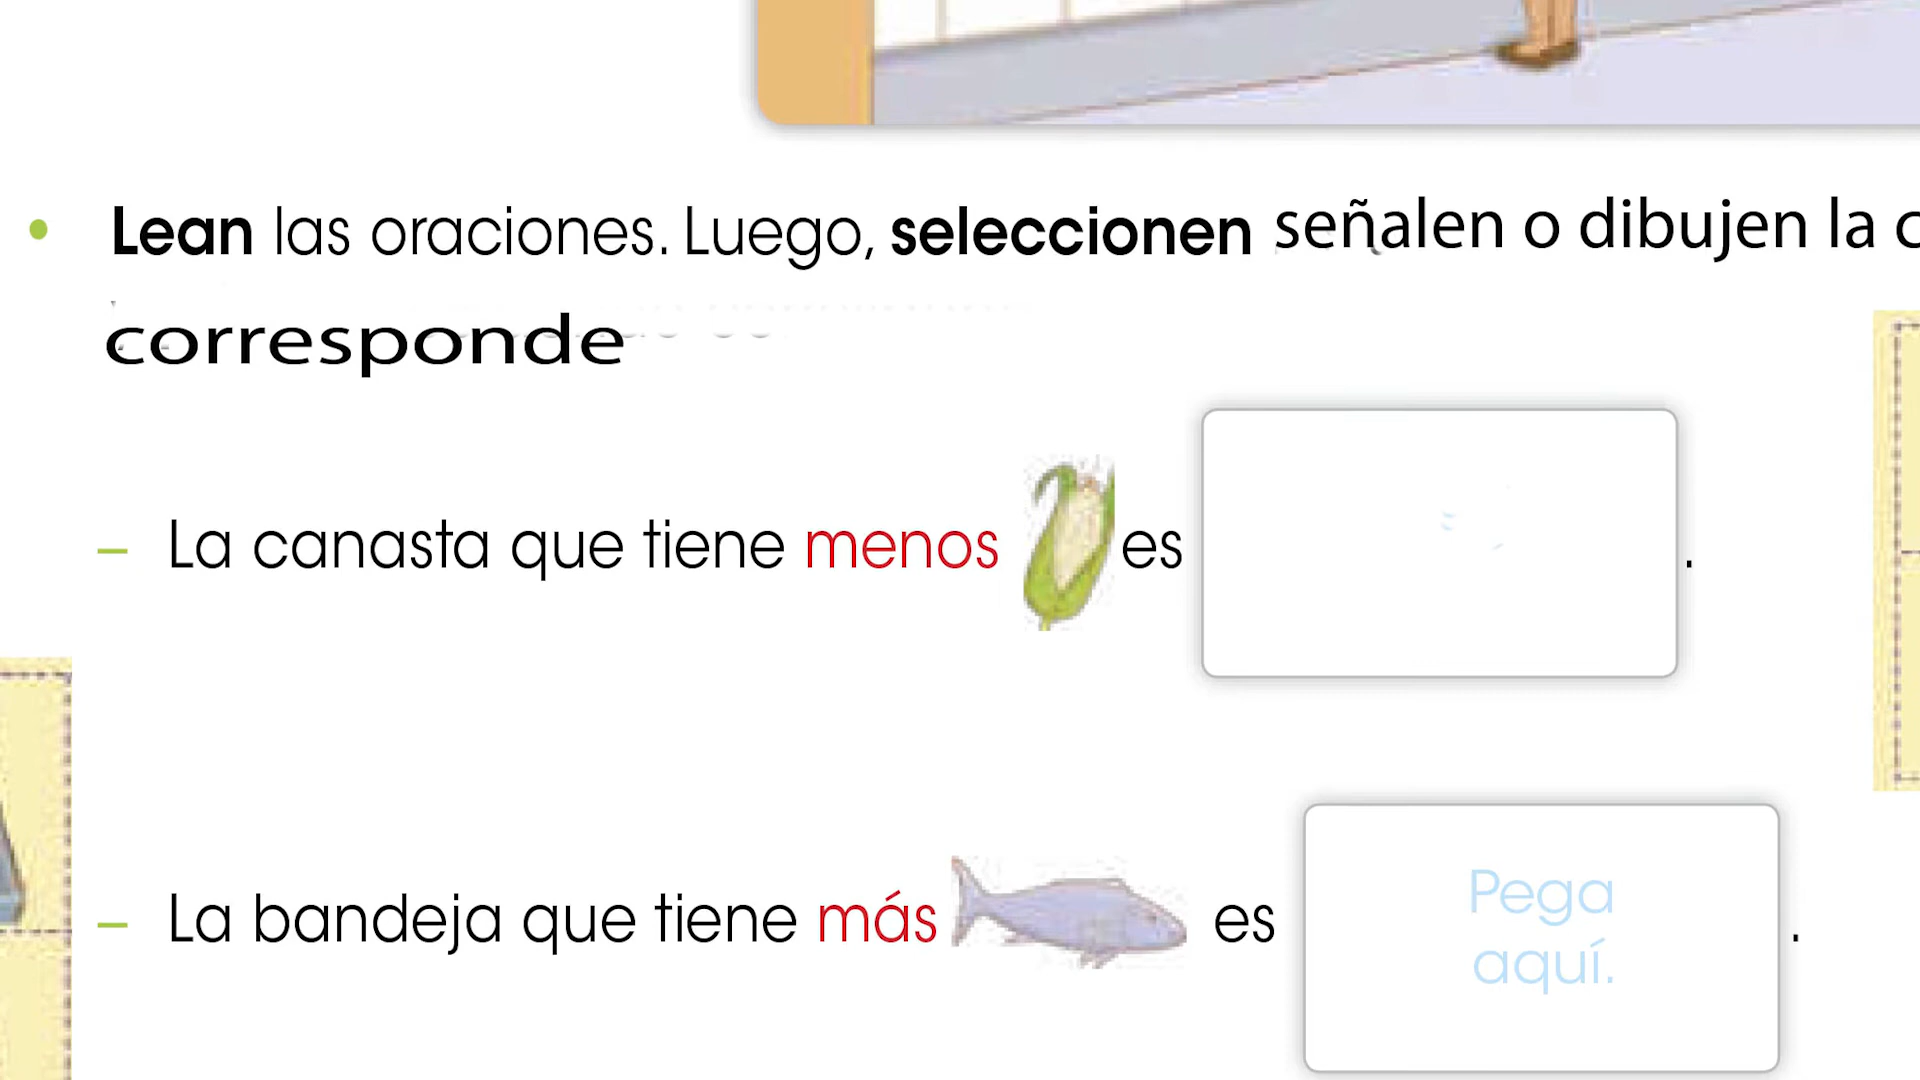 • Lean las oraciones. Luego, seleccionen señalen o dibujen la
corresponde
– La canasta que tiene menos es .
– La bandeja que tiene más es .
Pega
aquí.